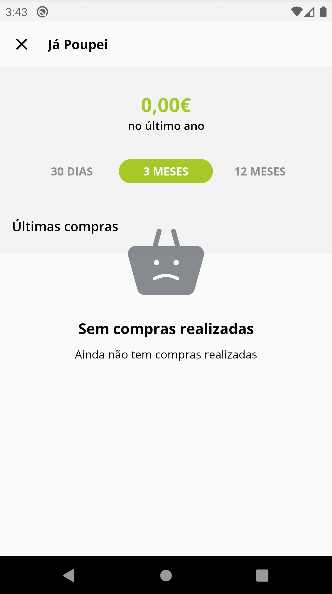 3:43
Já Poupei
0,00€
no último ano
30 DIAS
3 MESES
12 MESES
Últimas compras
Sem compras realizadas
Ainda não tem compras realizadas